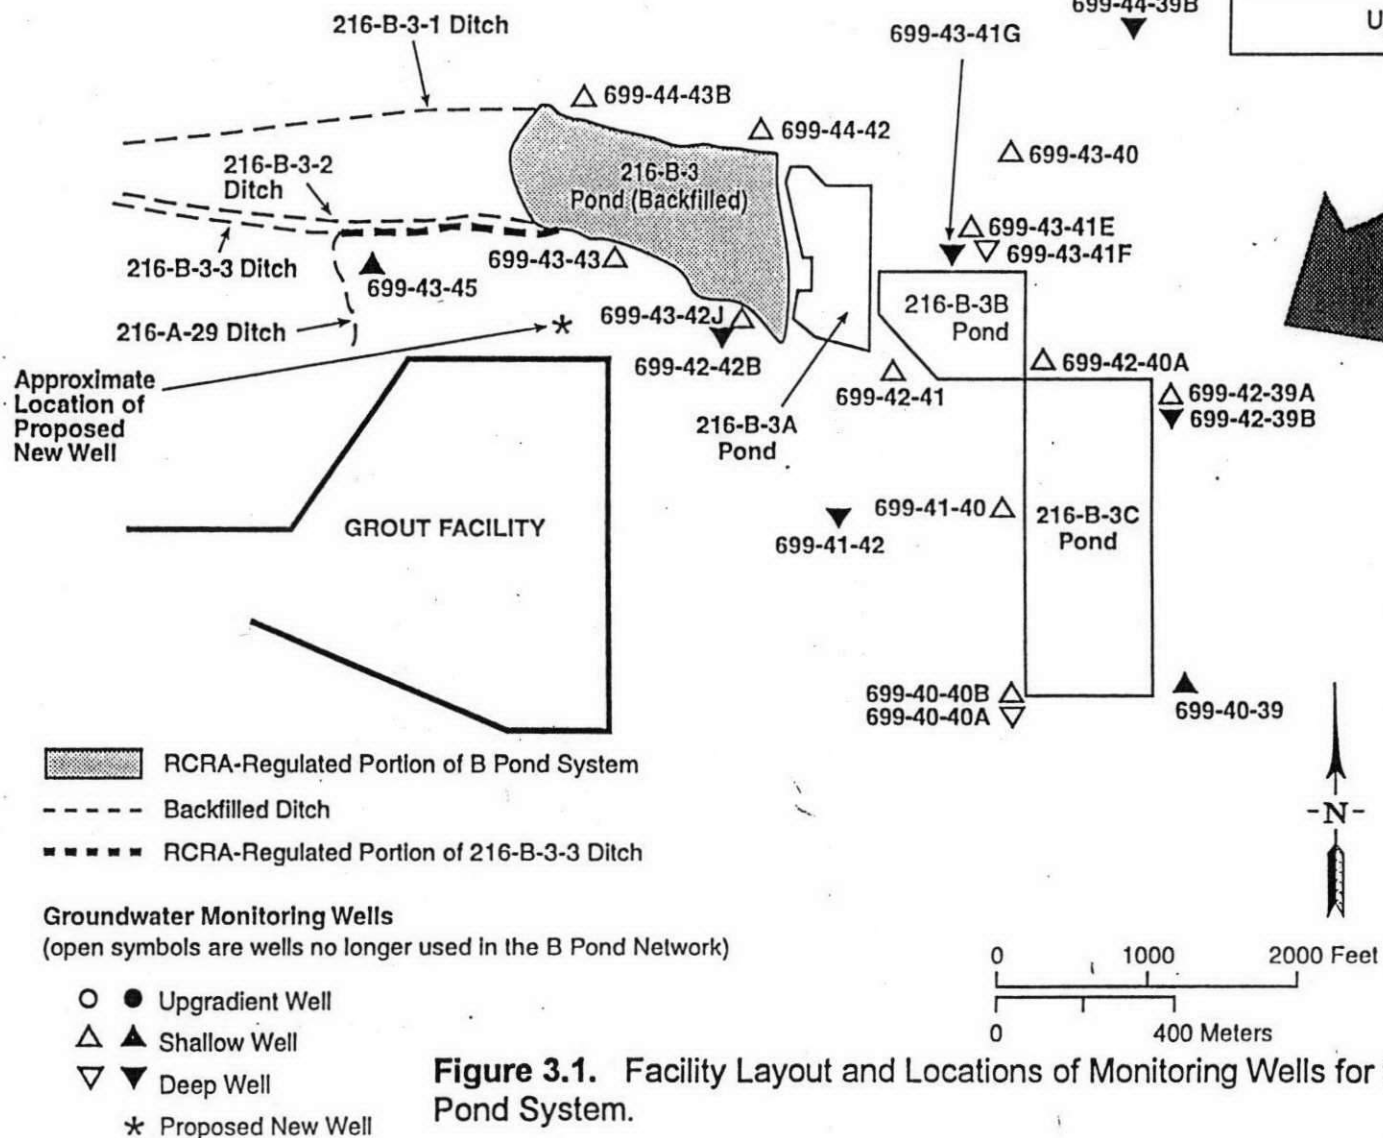 699-44-39B
216-B-3-1 Ditch
699-43-41G
U
699-44-43B
699-44-42
699-43-40
216-B-3-2
Ditch
216-B-3
Pond (Backfilled)
699-43-41E
699-43-41F
216-B-3-3 Ditch
699-43-43
699-43-45
216-B-3B
Pond
699-43-42J
216-A-29 Ditch
699-42-42B
699-42-40A
Approximate
Location of
Proposed
New Well
699-42-41
699-42-39A
699-42-39B
216-B-3A
Pond
699-41-40
216-B-3C
Pond
GROUT FACILITY
699-41-42
699-40-40B
699-40-40A
699-40-39
RCRA-Regulated Portion of B Pond System
Backfilled Ditch
RCRA-Regulated Portion of 216-B-3-3 Ditch
-N-
Groundwater Monitoring Wells
(open symbols are wells no longer used in the B Pond Network)
0 1000 2000 Feet
0 400 Meters
Upgradient Well
Shallow Well
Deep Well
* Proposed New Well
Figure 3.1. Facility Layout and Locations of Monitoring Wells for
Pond System.